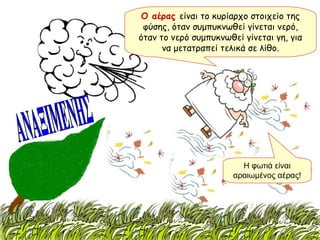 Ο αέρας είναι το κυρίαρχο στοιχείο της
φύσης, όταν συμπυκνωθεί γίνεται νερό,
όταν το νερό συμπυκνωθεί γίνεται γη, για
να μετατραπεί τελικά σε λίθο.
ΑΝΑΞΙΜΕΝΗΣ
Η φωτιά είναι
αραιωμένος αέρας!